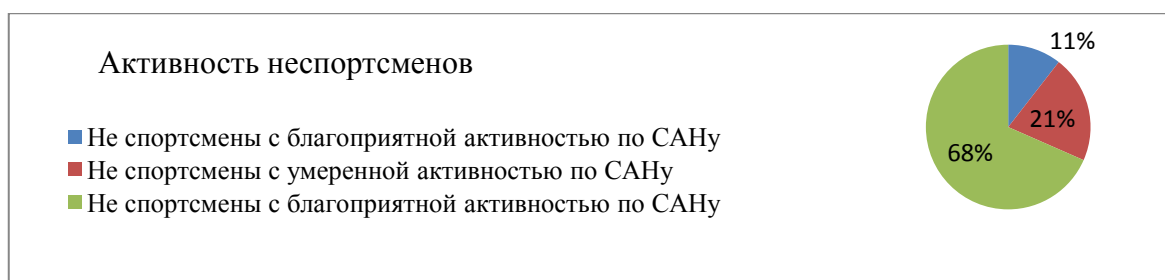 Активность неспортсменов
Не спортсмены с благоприятной активностью по САНу
Не спортсмены с умеренной активностью по САНу
Не спортсмены с благоприятной активностью по САНу
11%
21%
68%